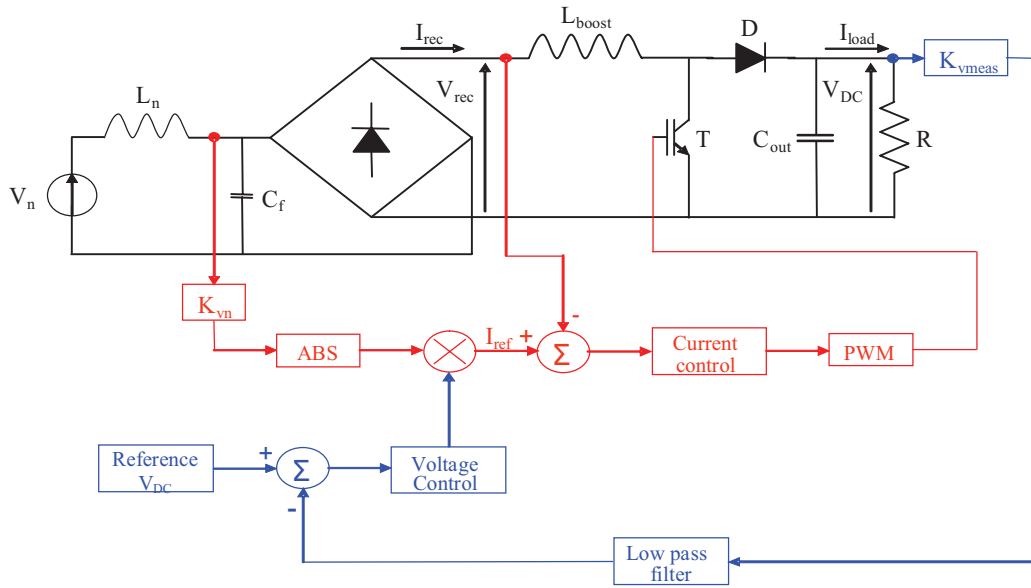 L_boost
D
I_rec
I_load
K_vmeas
V_rec
V_DC
L_n
T
C_out
R
V_n
C_f
K_vn
-
I_ref
+
ABS
Σ
Current
control
PWM
Reference
V_DC
+
Σ
Voltage
Control
-
Low pass
filter